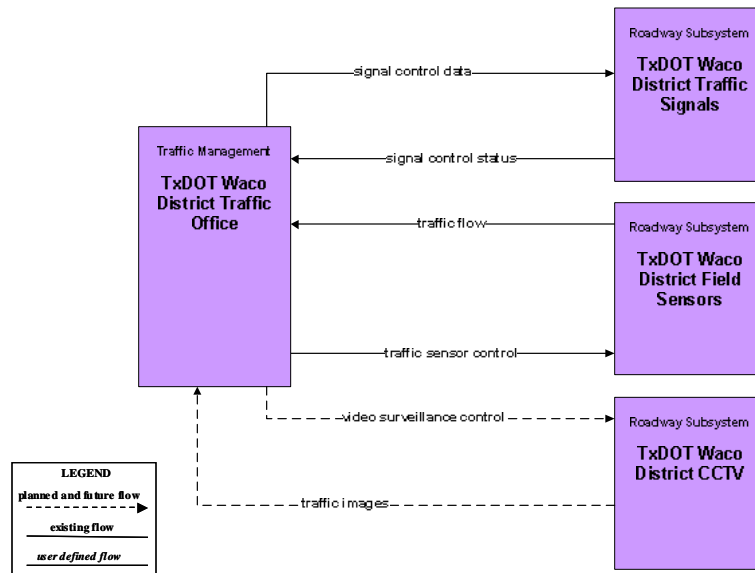 Roadway Subsystem
TxDOT Waco
District Traffic
Signals
signal control data
Traffic Management
TxDOT Waco
District Traffic
Office
signal control status
traffic flow
Roadway Subsystem
TxDOT Waco
District Field
Sensors
traffic sensor control
video surveillance control
Roadway Subsystem
TxDOT Waco
District CCTV
traffic images
LEGEND
planned and future flow
existing flow
user defined flow